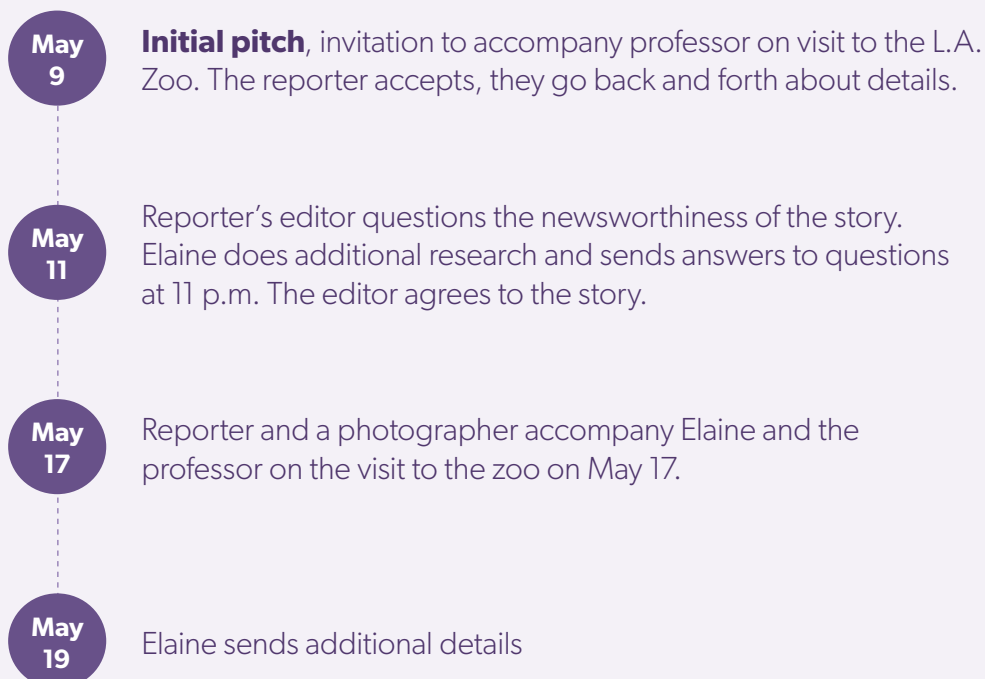 May
9
Initial pitch, invitation to accompany professor on visit to the L.A.
Zoo. The reporter accepts, they go back and forth about details.
May
11
Reporter’s editor questions the newsworthiness of the story.
Elaine does additional research and sends answers to questions
at 11 p.m. The editor agrees to the story.
May
17
Reporter and a photographer accompany Elaine and the
professor on the visit to the zoo on May 17.
May
19
Elaine sends additional details